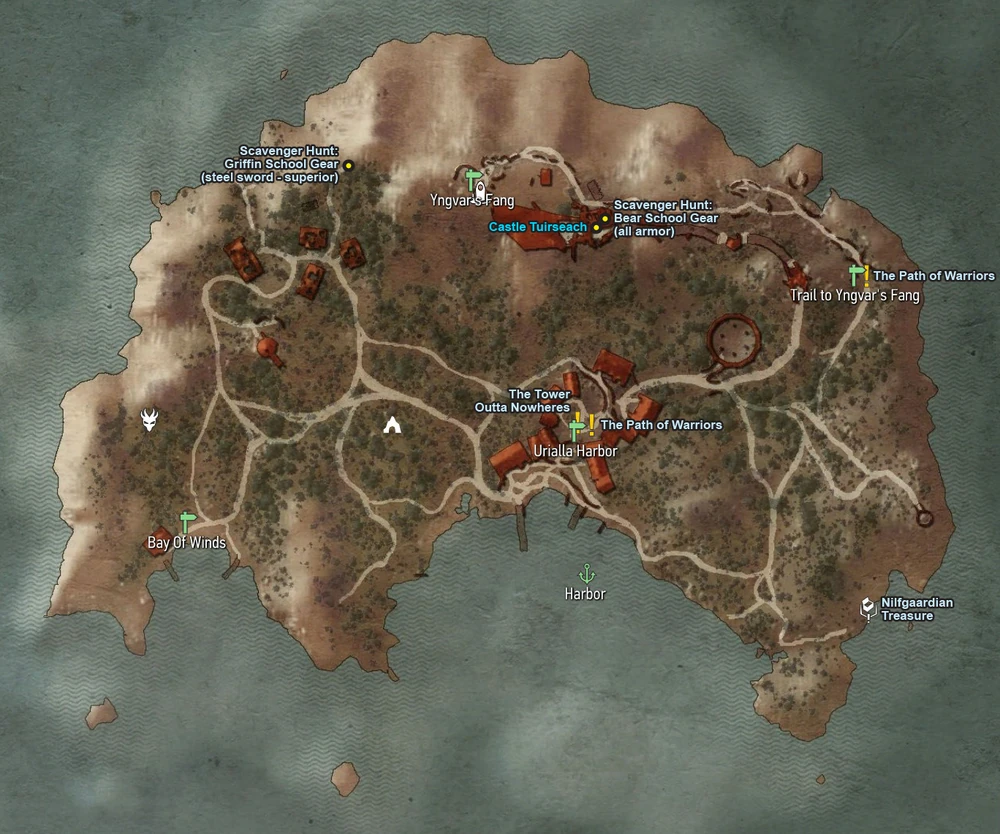 Scavenger Hunt:
Griffin School Gear
(steel sword - superior)
Yngvar's Fang
Scavenger Hunt:
Bear School Gear
(all armor)
Castle Tuirseach
The Path of Warriors
Trail to Yngvar's Fang
The Tower
Outta Nowheres
The Path of Warriors
Urialla Harbor
Bay Of Winds
Harbor
Nilfgaardian
Treasure